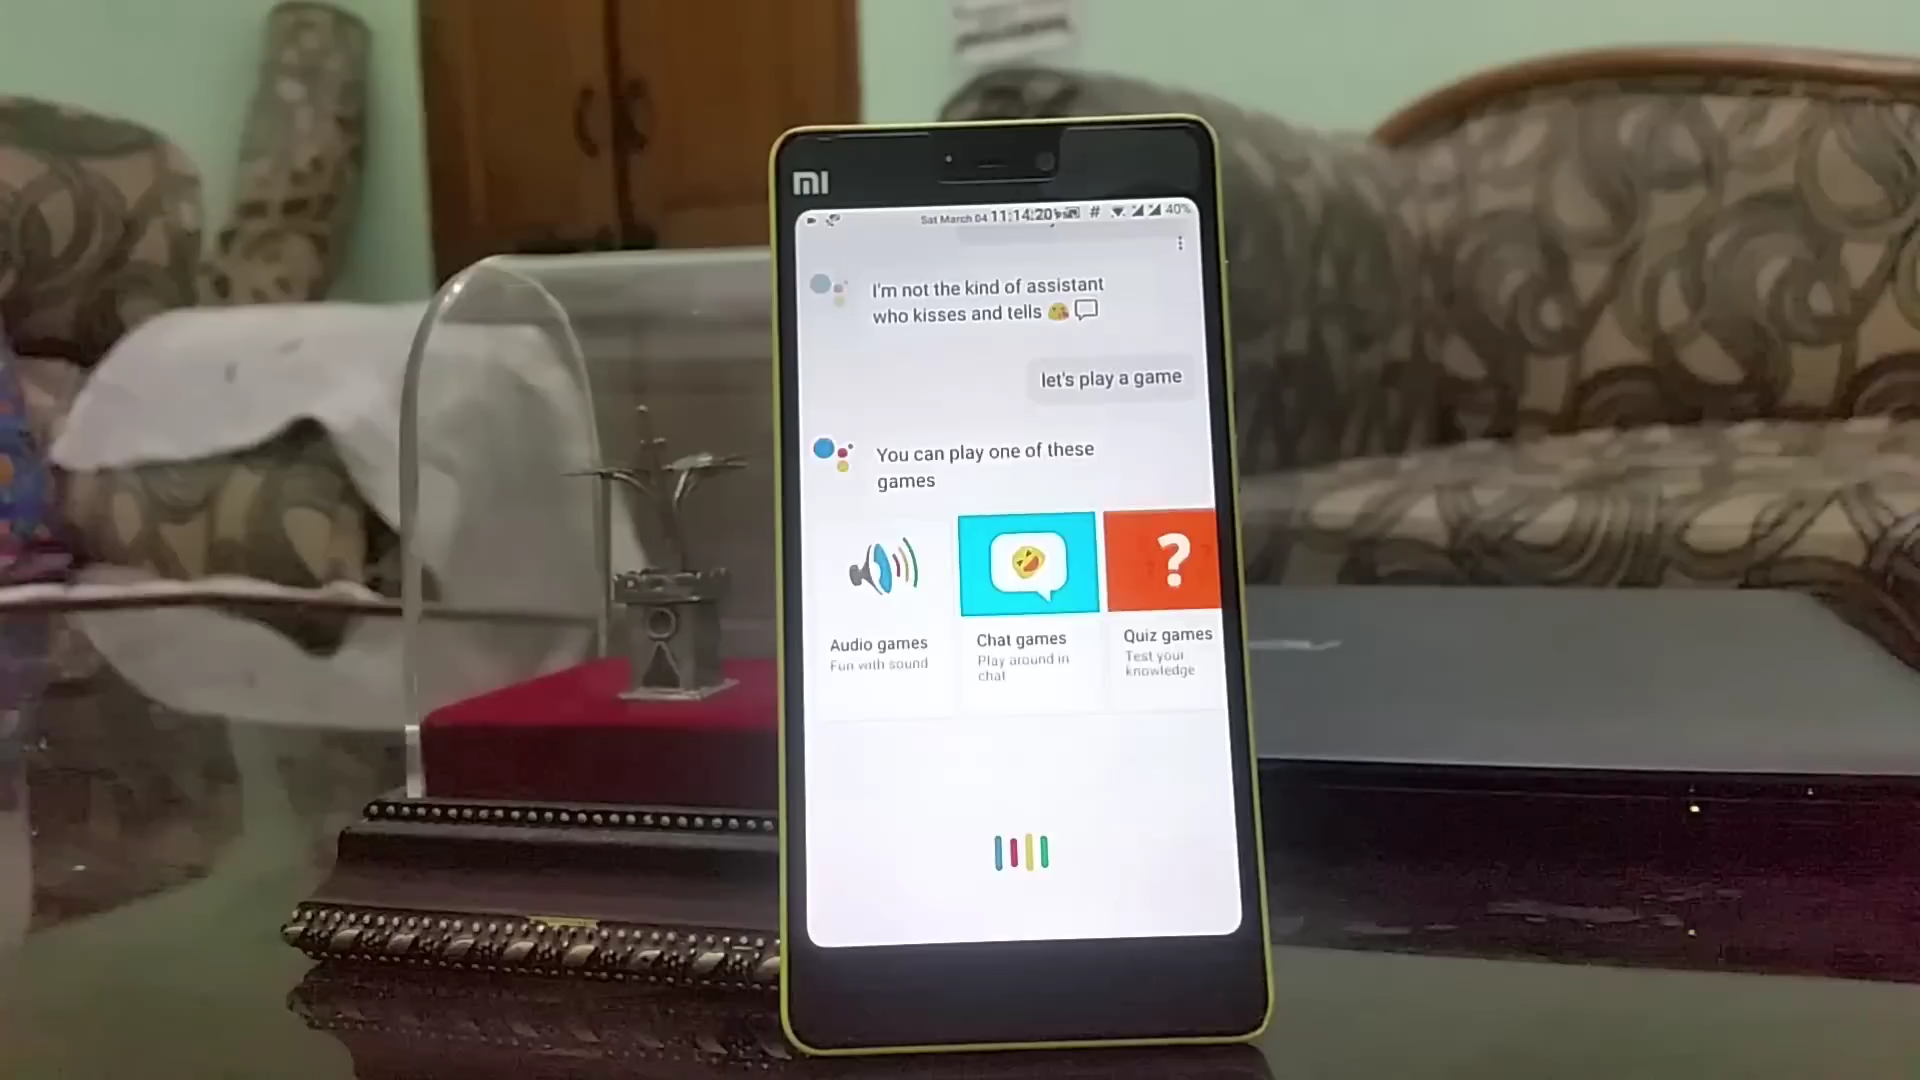 mi
Sat March 04 11:14:20 # 40%
I'm not the kind of assistant
who kisses and tells 😘💬
let's play a game
You can play one of these
games
Audio games
Fun with sound
Chat games
Play around in
chat
Quiz games
Test your
knowledge
?